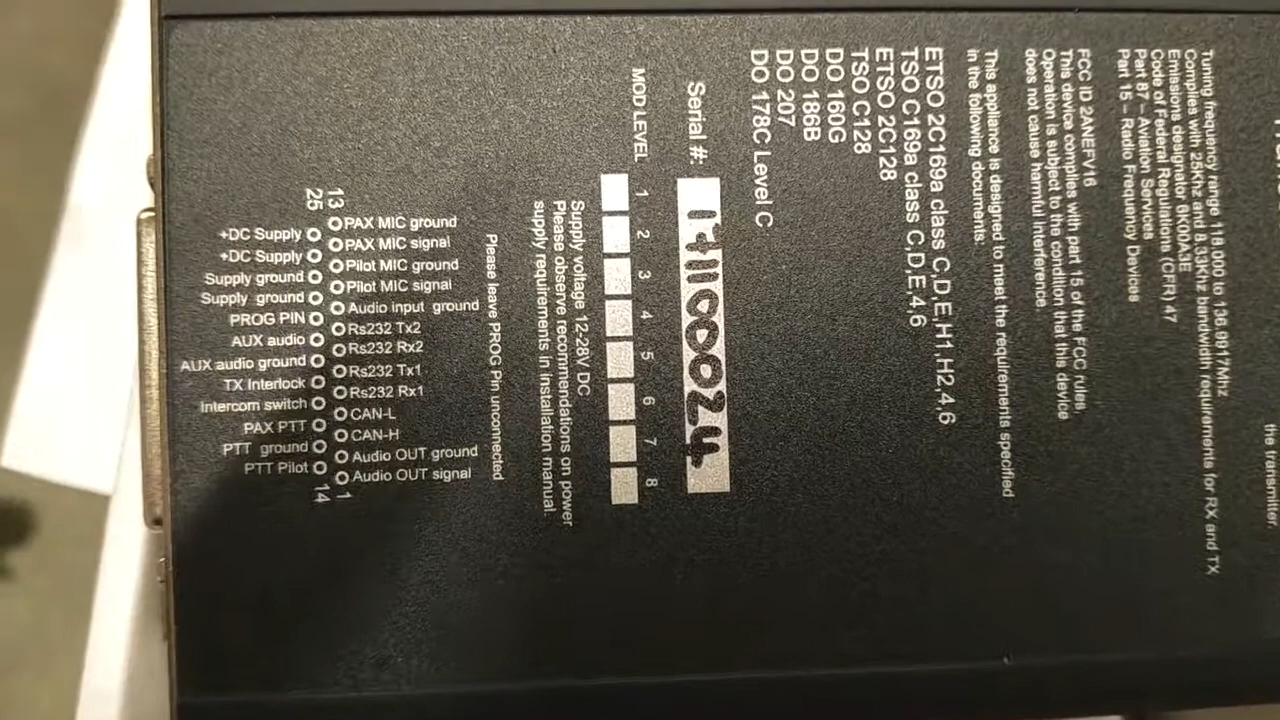 the transmitter.
Tuning frequency range 118.000 to 136.9917Mhz
Complies with 25Khz and 8.33Khz bandwidth requirements for RX and TX
Emissions designator 6K00A3E
Code of Federal Regulations (CFR) 47
Part 87 – Aviation Services
Part 15 – Radio Frequency Devices
FCC ID 2ANEFV16
This device complies with part 15 of the FCC rules.
Operation is subject to the condition that this device
does not cause harmful interference.
This appliance is designed to meet the requirements specified
in the following documents.
ETSO 2C169a class C,D,E,H1,H2,4,6
TSO C169a class C,D,E,4,6
ETSO 2C128
TSO C128
DO 160G
DO 186B
DO 207
DO 178C Level C
Serial #: 1+1100024
MOD LEVEL 1 2 3 4 5 6 7 8
Supply voltage 12-28V DC
Please observe recommendations on power
supply requirements in installation manual.
Please leave PROG Pin unconnected
13
25
PAX MIC ground
+DC Supply
PAX MIC signal
+DC Supply
Pilot MIC ground
Supply ground
Pilot MIC signal
Supply ground
Audio input ground
PROG PIN
Rs232 Tx2
AUX audio
Rs232 Rx2
AUX audio ground
Rs232 Tx1
TX Interlock
Rs232 Rx1
Intercom switch
CAN-L
PAX PTT
CAN-H
PTT ground
Audio OUT ground
PTT Pilot
Audio OUT signal
14
1